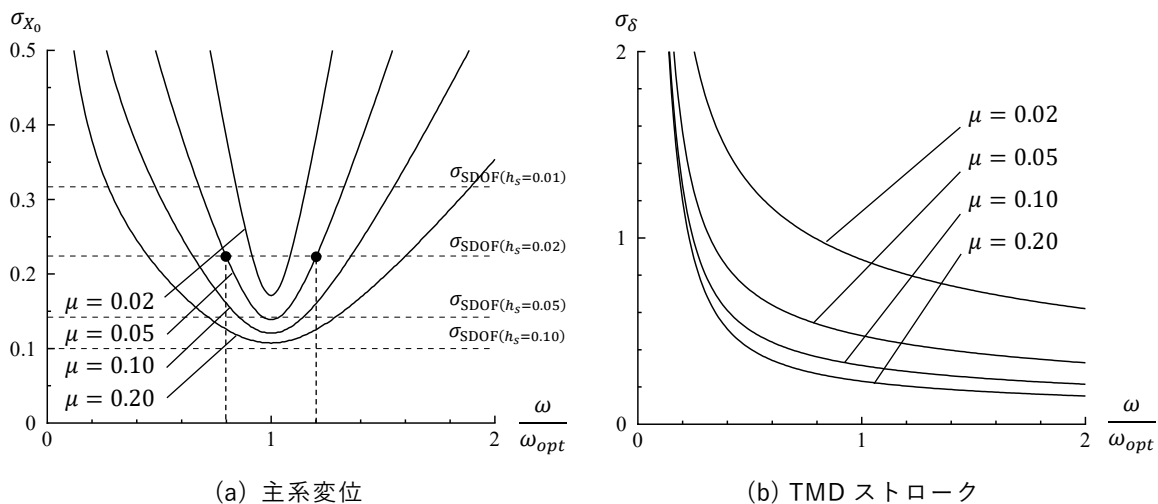 σ_{X_0}
0.5
0.4
0.3
0.2
0.1
0
σ_{SDOF(h_s=0.01)}
σ_{SDOF(h_s=0.02)}
σ_{SDOF(h_s=0.05)}
σ_{SDOF(h_s=0.10)}
μ = 0.02
μ = 0.05
μ = 0.10
μ = 0.20
0 1 2
ω/ω_{opt}
(a) 主系変位
σ_δ
2
1
0
μ = 0.02
μ = 0.05
μ = 0.10
μ = 0.20
0 1 2
ω/ω_{opt}
(b) TMD ストローク